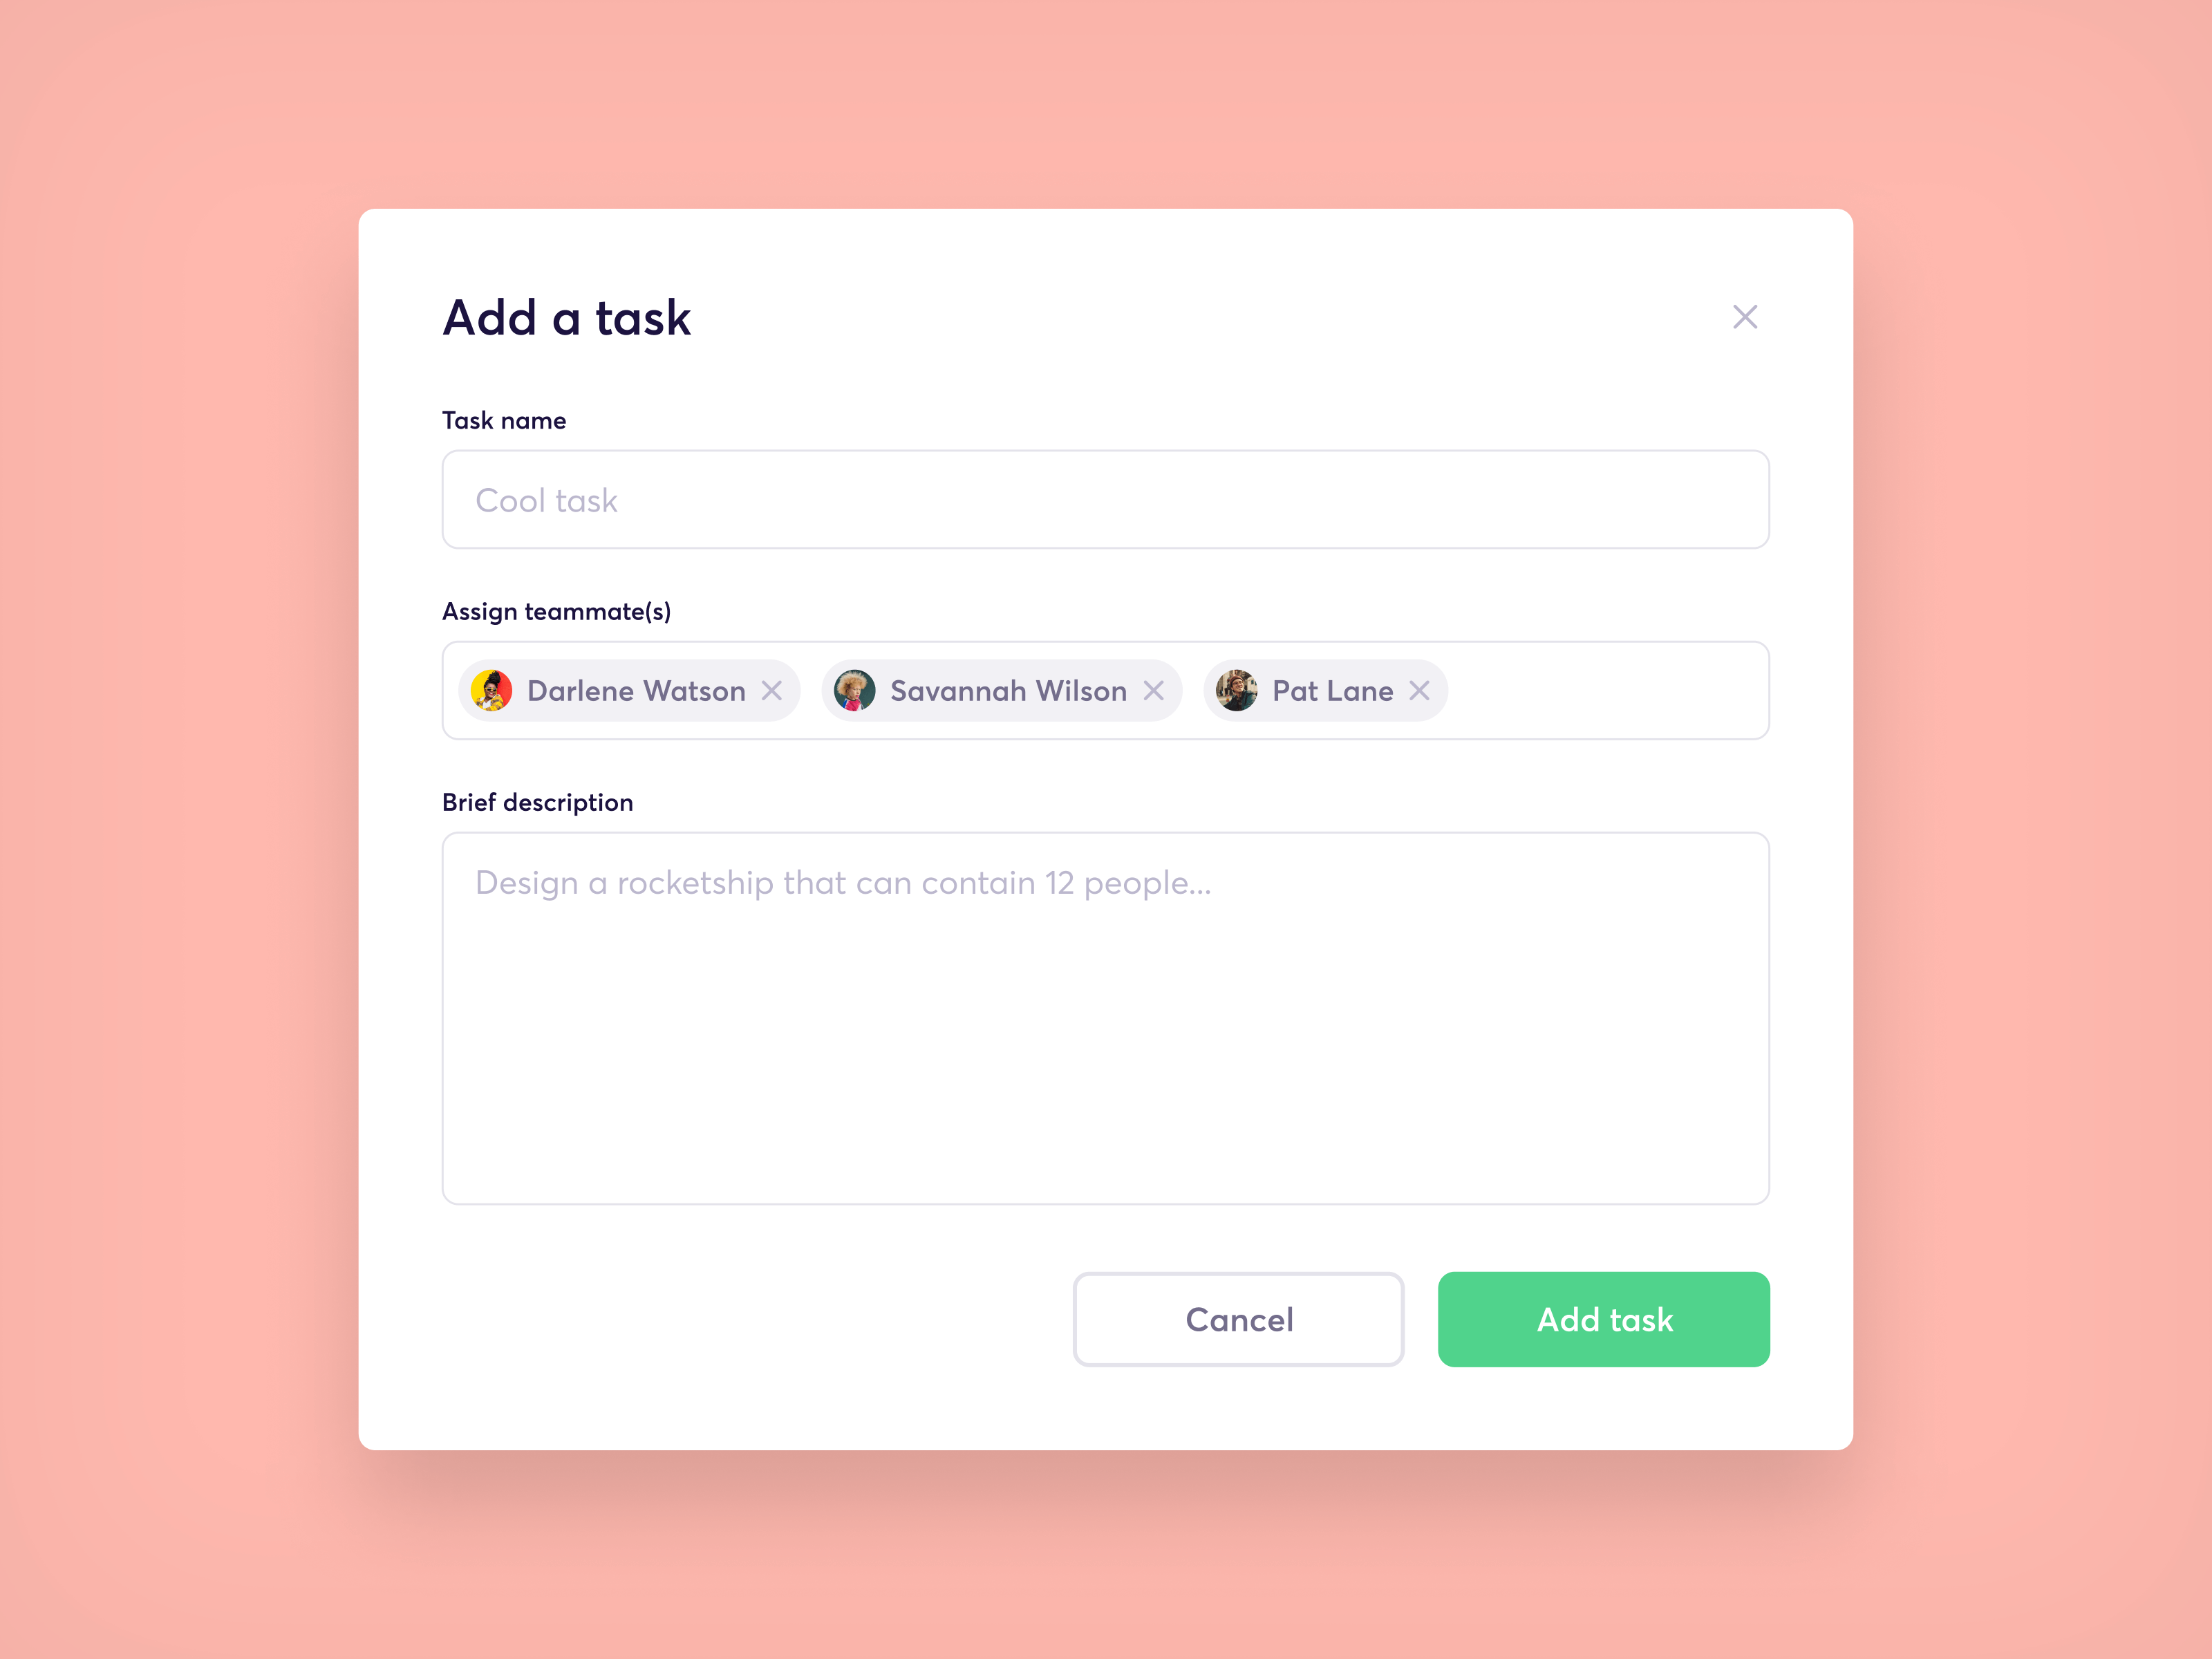 Add a task
Task name
Cool task
Assign teammate(s)
Darlene Watson Savannah Wilson Pat Lane
Brief description
Design a rocketship that can contain 12 people...
Cancel Add task